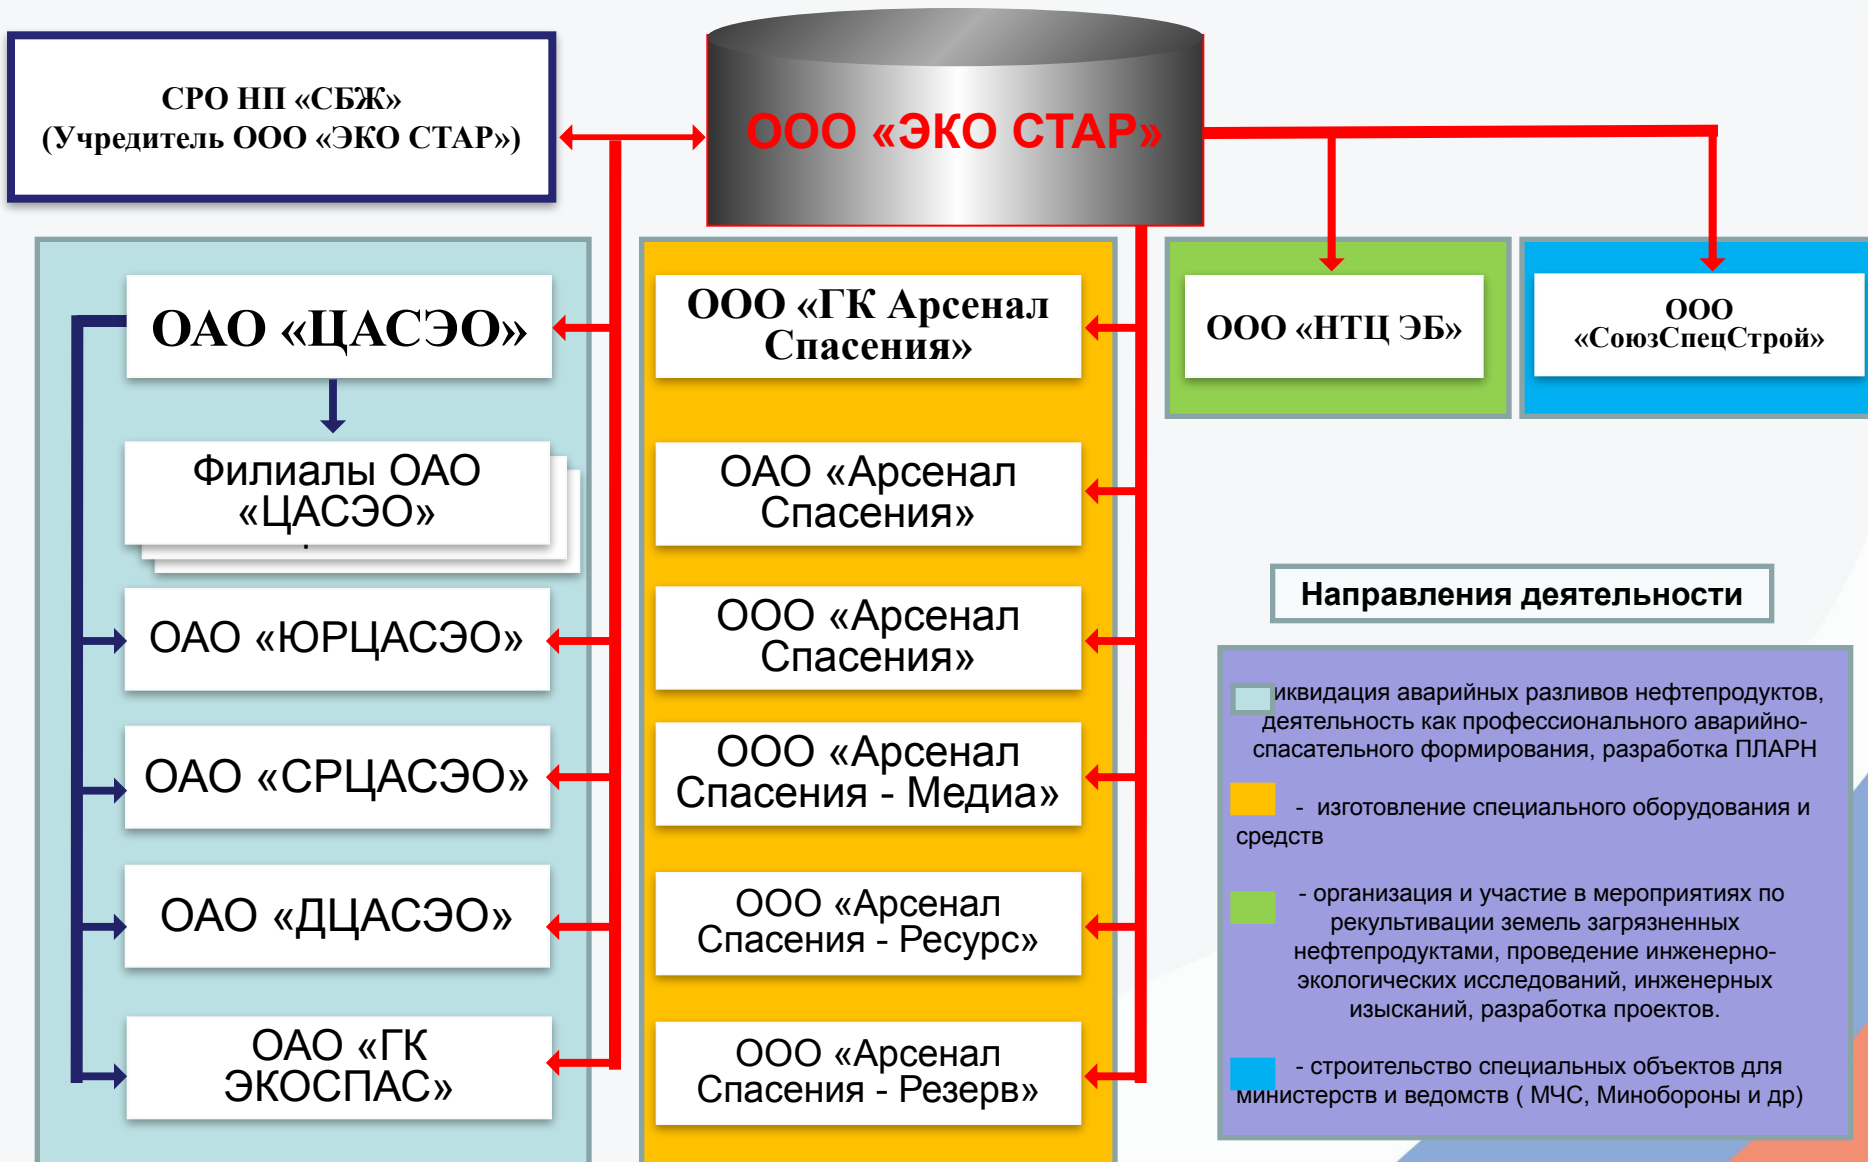 СРО НП «СБЖ»
(Учредитель ООО «ЭКО СТАР»)
ООО «ЭКО СТАР»
ОАО «ЦАСЭО»
Филиалы ОАО
«ЦАСЭО»
ОАО «ЮРЦАСЭО»
ОАО «СРЦАСЭО»
ОАО «ДЦАСЭО»
ОАО «ГК
ЭКОСПАС»
ООО «ГК Арсенал
Спасения»
ОАО «Арсенал
Спасения»
ООО «Арсенал
Спасения»
ООО «Арсенал
Спасения - Медиа»
ООО «Арсенал
Спасения - Ресурс»
ООО «Арсенал
Спасения - Резерв»
ООО «НТЦ ЭБ»
ООО
«СоюзСпецСтрой»
Направления деятельности
иквидация аварийных разливов нефтепродуктов,
деятельность как профессионального аварийно-
спасательного формирования, разработка ПЛАРН
- изготовление специального оборудования и
средств
- организация и участие в мероприятиях по
рекультивации земель загрязненных
нефтепродуктами, проведение инженерно-
экологических исследований, инженерных
изысканий, разработка проектов.
- строительство специальных объектов для
министерств и ведомств ( МЧС, Минобороны и др)